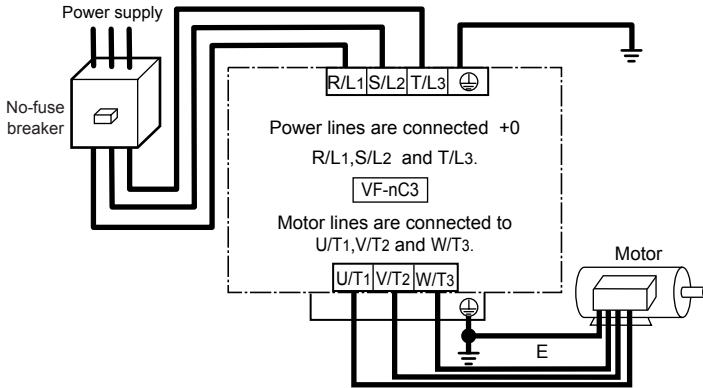 Power supply
No-fuse
breaker
R/L1 S/L2 T/L3
Power lines are connected +0
R/L1,S/L2 and T/L3.
VF-nC3
Motor lines are connected to
U/T1,V/T2 and W/T3.
U/T1 V/T2 W/T3
Motor
E